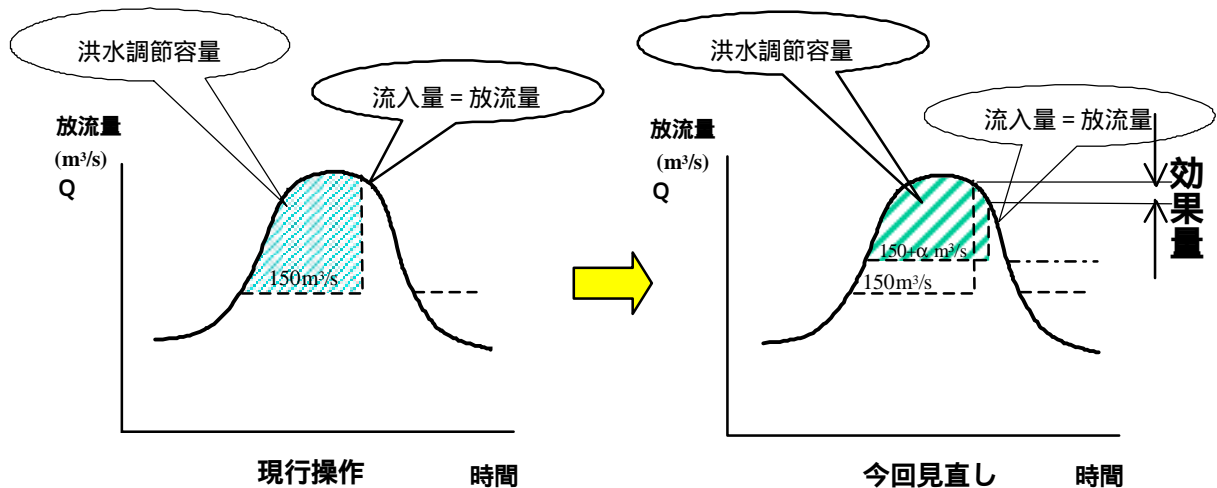 洪水調節容量
流入量 = 放流量
放流量
(m³/s)
Q
150m³/s
現行操作
時間
洪水調節容量
流入量 = 放流量
放流量
(m³/s)
Q
効果量
150+α m³/s
150m³/s
今回見直し
時間